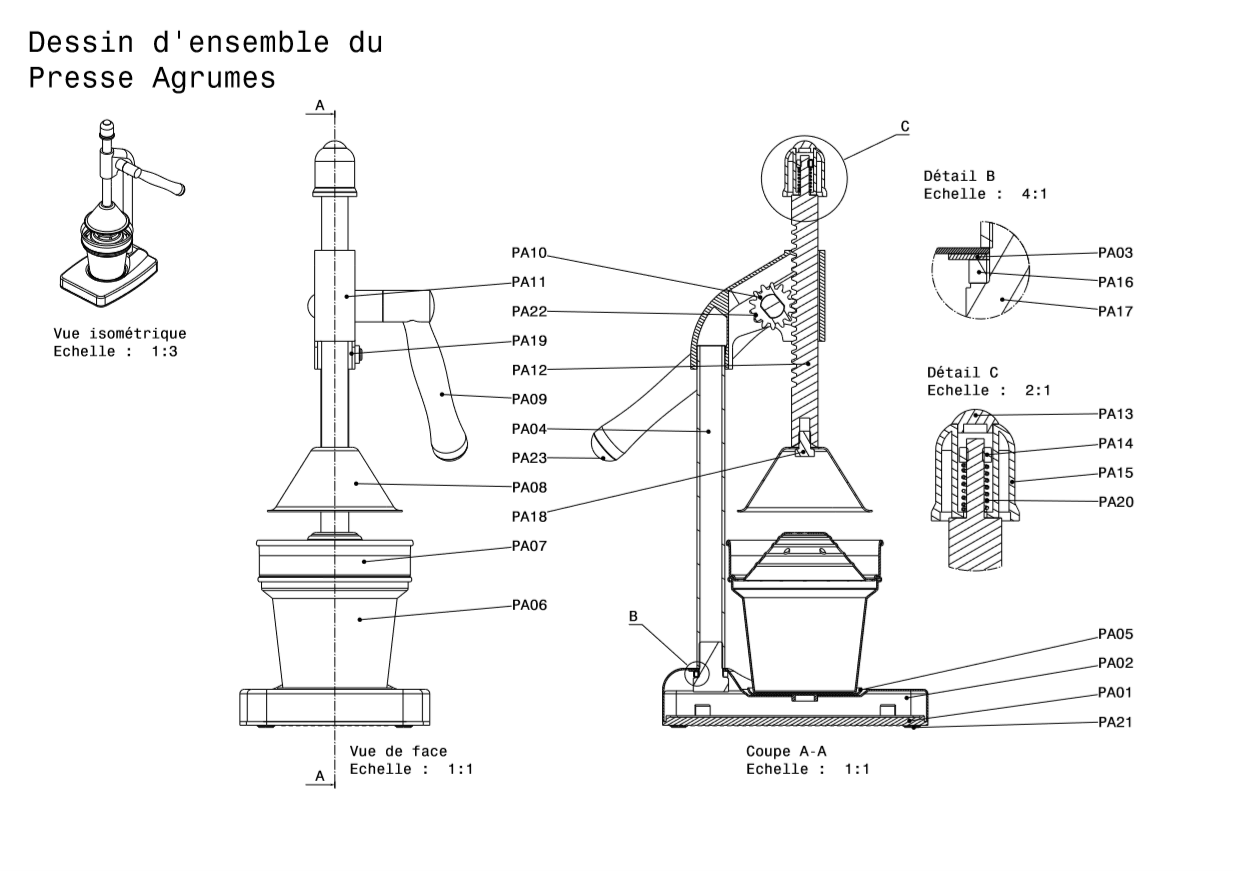 Dessin d'ensemble du
Presse Agrumes
A
C
Détail B
Echelle : 4:1
PA10
PA11
PA22
PA19
PA12
PA09
PA04
PA23
PA08
PA18
PA07
PA06
PA03
PA16
PA17
Vue isométrique
Echelle : 1:3
Détail C
Echelle : 2:1
PA13
PA14
PA15
PA20
B
PA05
PA02
PA01
PA21
Vue de face
Echelle : 1:1
A
Coupe A-A
Echelle : 1:1